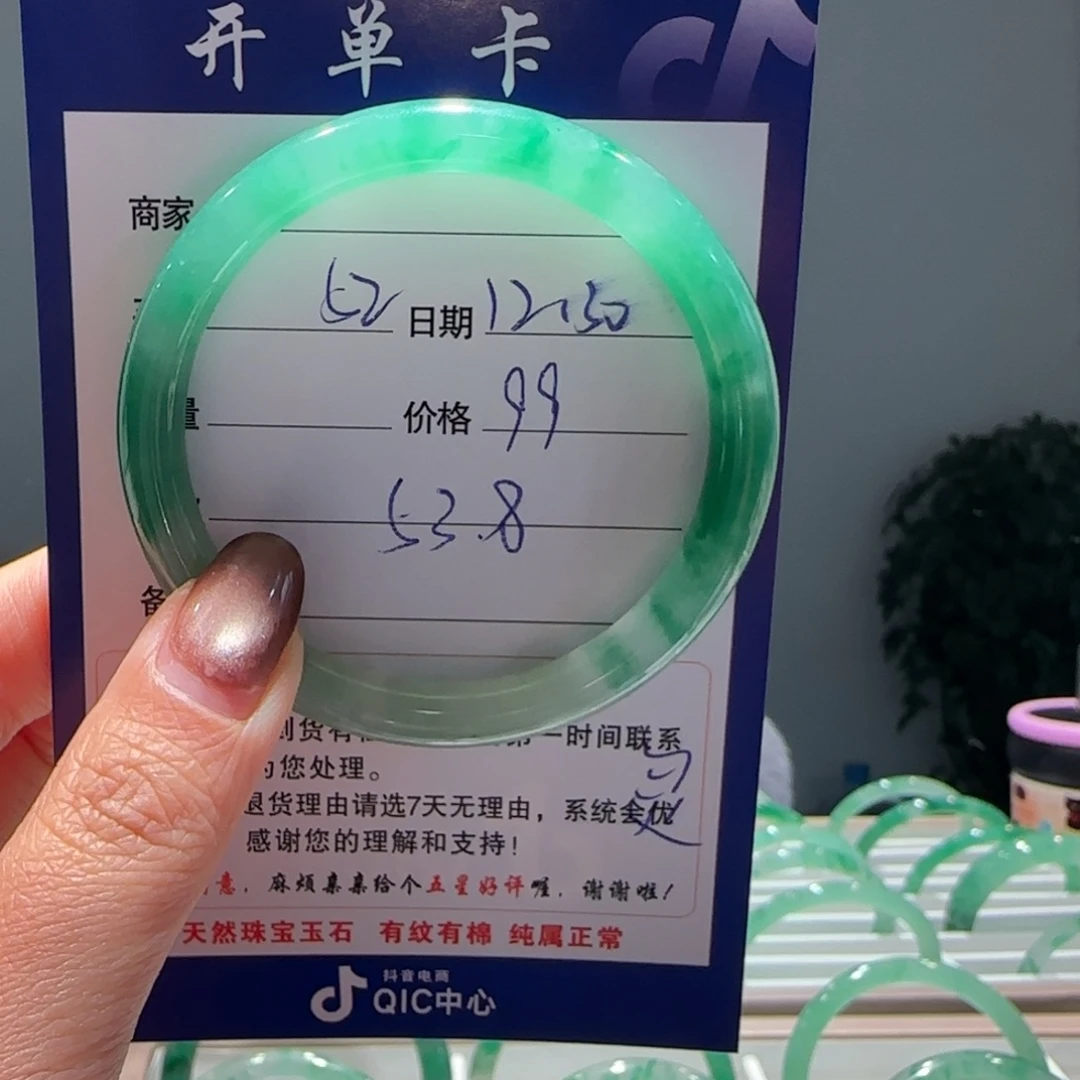 开单卡
商家
52 日期 12.50
量 价格 99
53.8
备
到货有 第一时间联系
为您处理。
退货理由请选7天无理由，系统会优
感谢您的理解和支持！
意，麻烦亲亲给个五星好评喔，谢谢啦！
天然珠宝玉石 有纹有棉 纯属正常
抖音电商
QIC中心